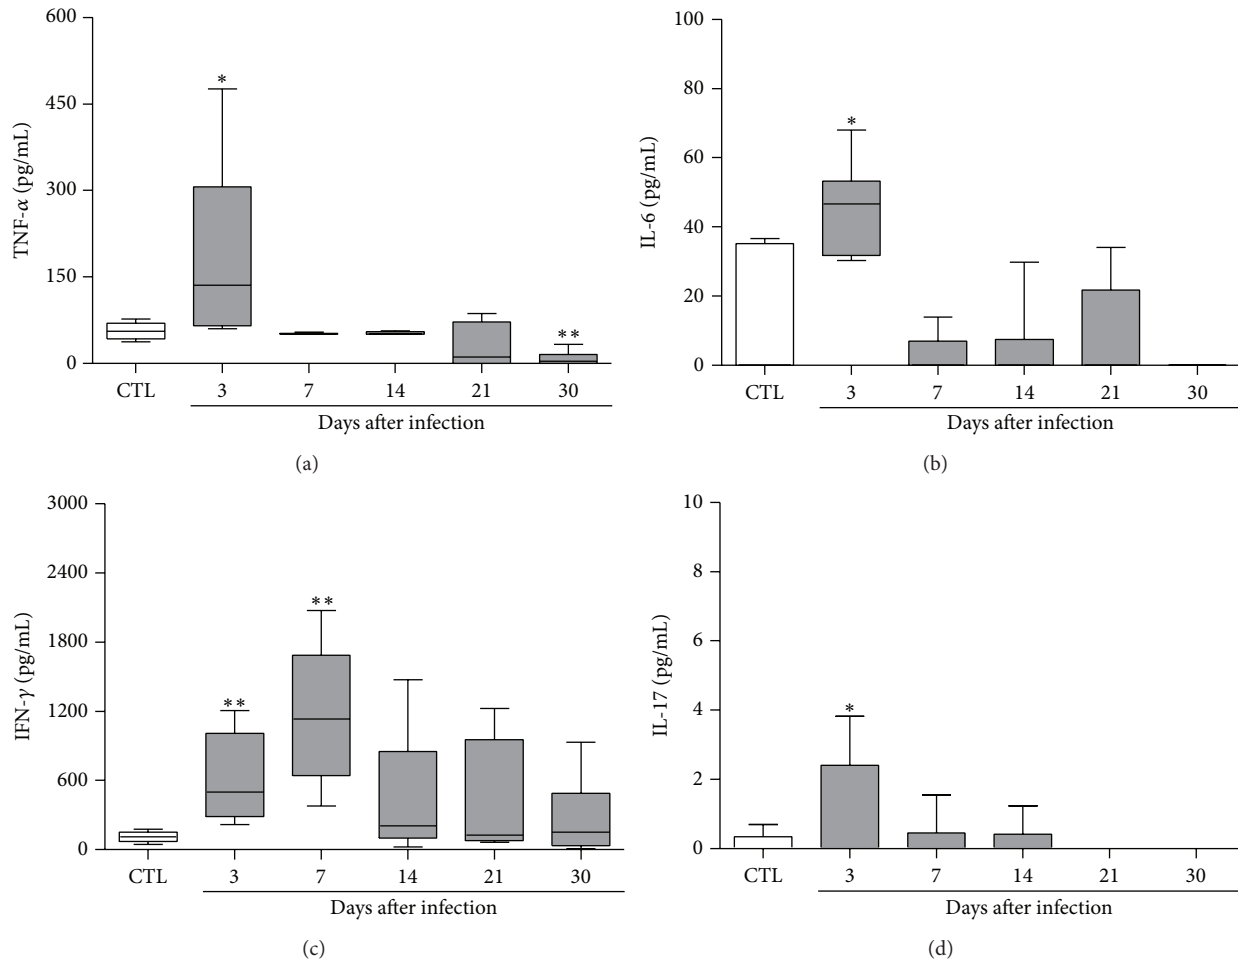 TNF-α (pg/mL)
600
450
300
150
0
*
**
CTL 3 7 14 21 30
Days after infection
(a)
IL-6 (pg/mL)
100
80
60
40
20
0
*
CTL 3 7 14 21 30
Days after infection
(b)
IFN-γ (pg/mL)
3000
2400
1800
1200
600
0
**
**
CTL 3 7 14 21 30
Days after infection
(c)
IL-17 (pg/mL)
10
8
6
4
2
0
*
CTL 3 7 14 21 30
Days after infection
(d)